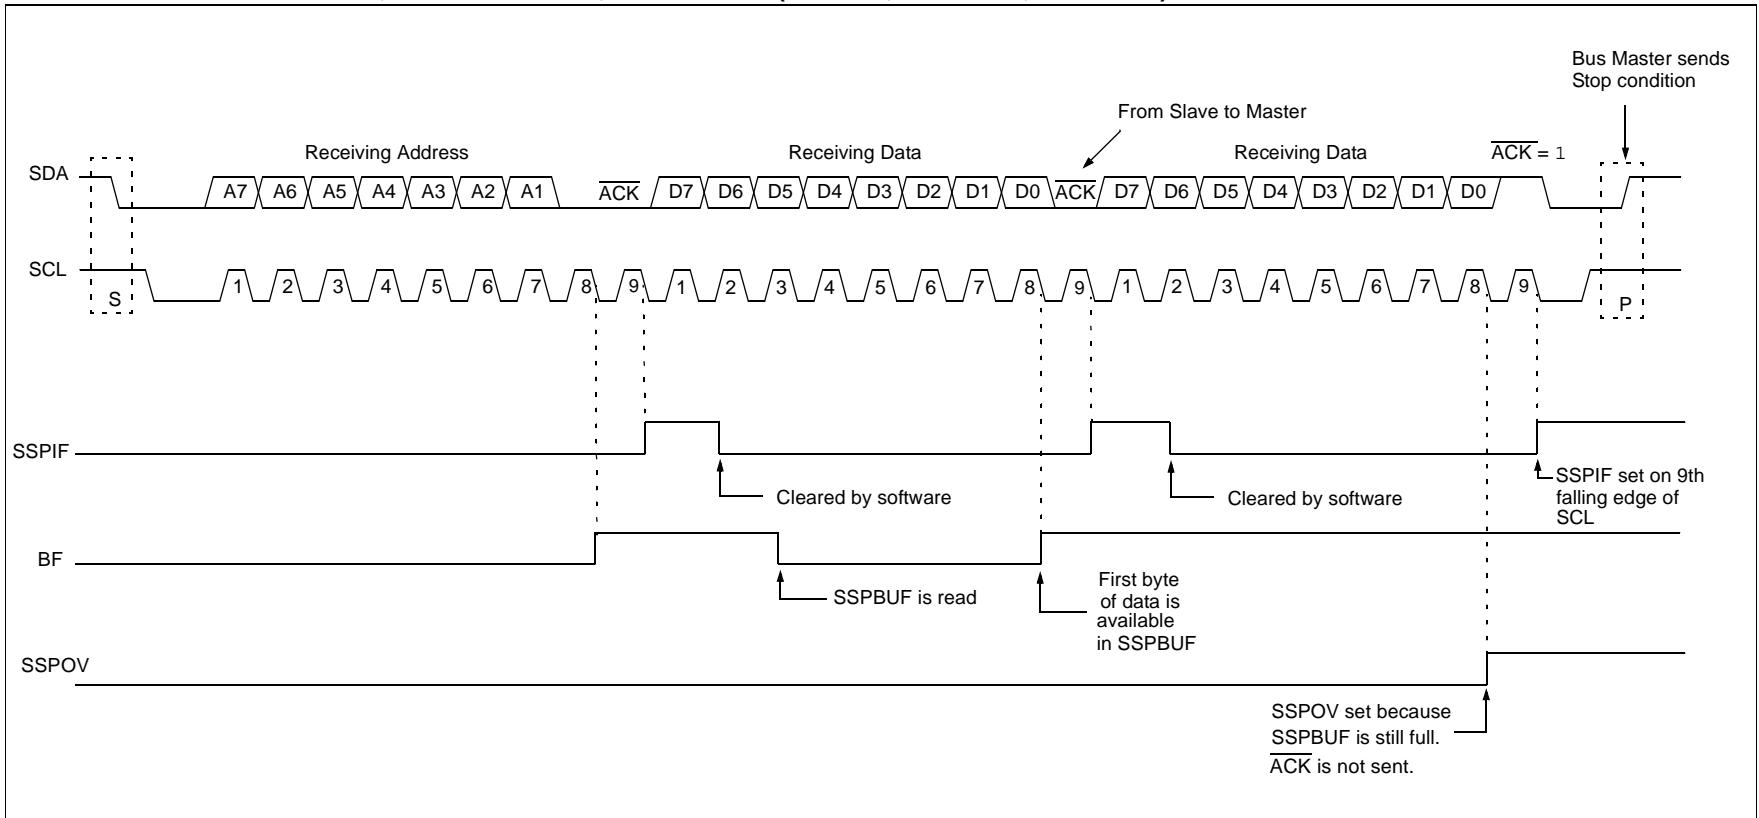 Bus Master sends
Stop condition
From Slave to Master
Receiving Address
Receiving Data
Receiving Data
ACK = 1
SDA
A7 A6 A5 A4 A3 A2 A1 ACK D7 D6 D5 D4 D3 D2 D1 D0 ACK D7 D6 D5 D4 D3 D2 D1 D0
SCL
S
1 2 3 4 5 6 7 8 9 1 2 3 4 5 6 7 8 9 1 2 3 4 5 6 7 8 9
P
SSPIF
Cleared by software
Cleared by software
SSPIF set on 9th
falling edge of
SCL
BF
SSPBUF is read
First byte
of data is
available
in SSPBUF
SSPOV
SSPOV set because
SSPBUF is still full.
ACK is not sent.